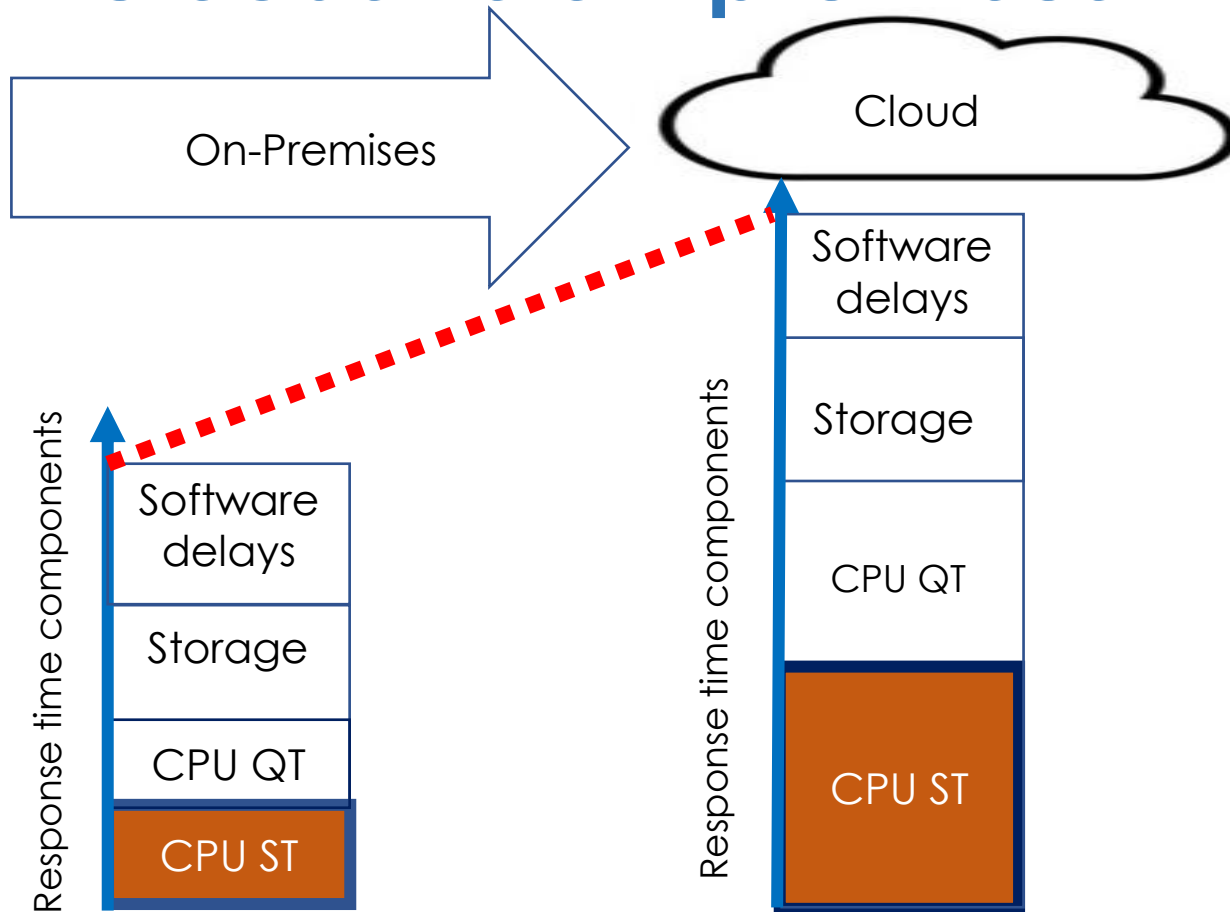 On-Premises
Cloud
Response time components
Software
delays
Storage
CPU QT
CPU ST
Response time components
Software
delays
Storage
CPU QT
CPU ST